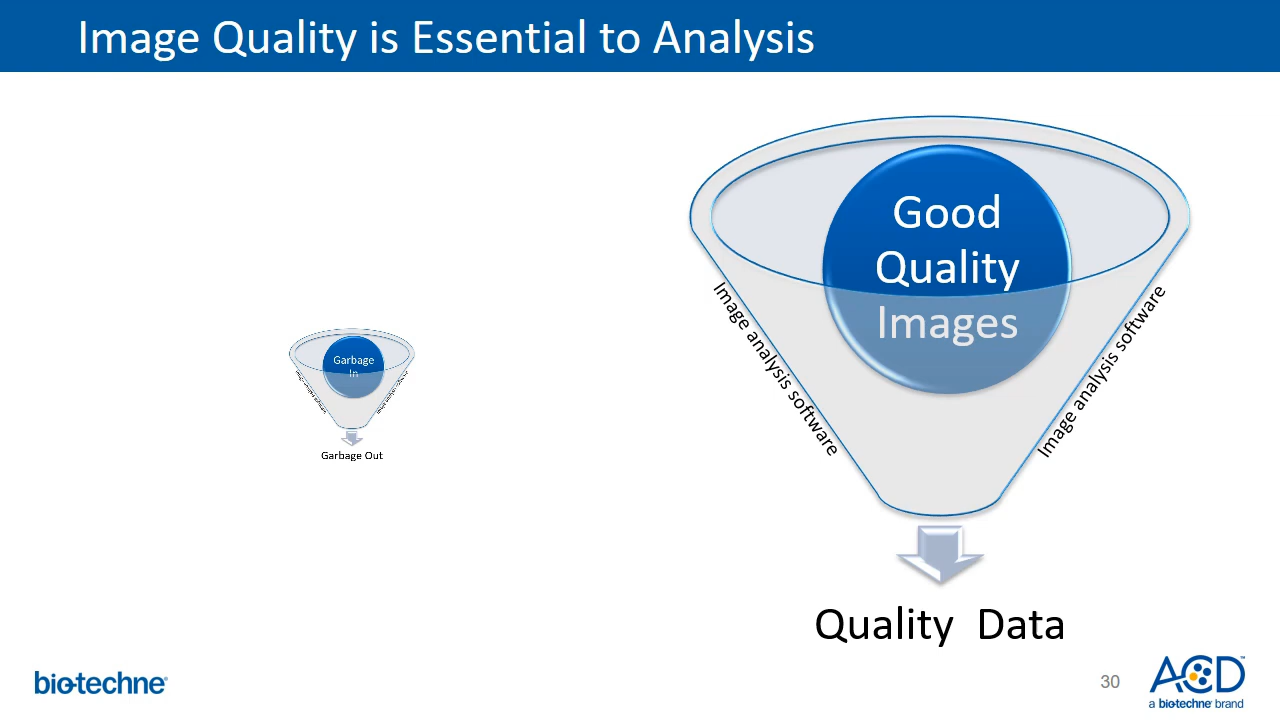 Image Quality is Essential to Analysis
Garbage
In
Garbage Out
Good
Quality
Images
Image analysis software
Image analysis software
Quality Data
bio-techne®
30
ACD™
a bio-techne brand